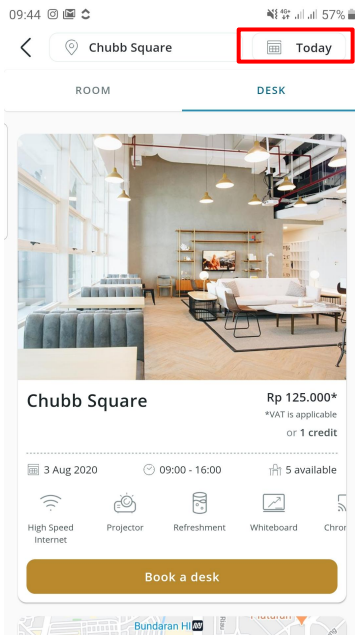 09:44 57%
Chubb Square Today
ROOM DESK
Chubb Square Rp 125.000*
*VAT is applicable
or 1 credit
3 Aug 2020 09:00 - 16:00 5 available
High Speed Internet Projector Refreshment Whiteboard
Book a desk
Bundaran HI